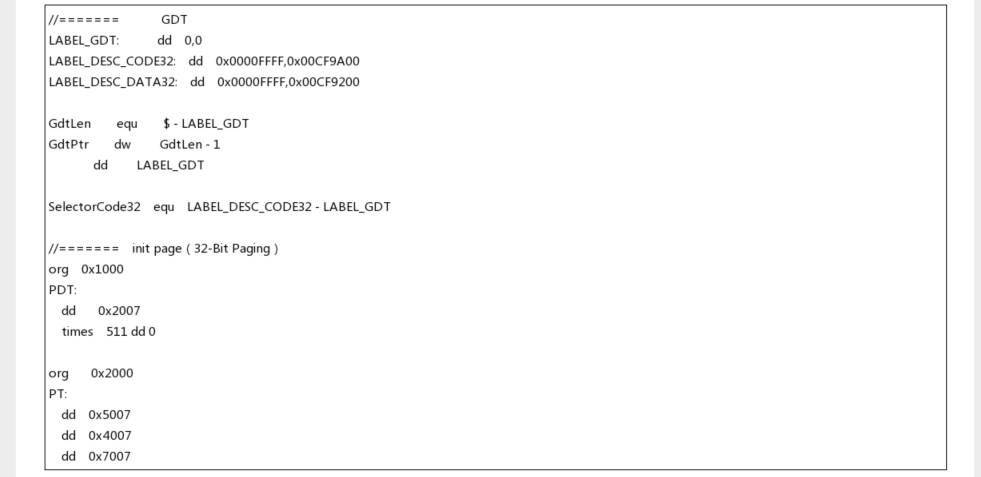 //=======   GDT
LABEL_GDT:   dd   0,0
LABEL_DESC_CODE32:   dd   0x0000FFFF,0x00CF9A00
LABEL_DESC_DATA32:   dd   0x0000FFFF,0x00CF9200
GdtLen   equ   $ - LABEL_GDT
GdtPtr   dw   GdtLen - 1
dd   LABEL_GDT
SelectorCode32   equ   LABEL_DESC_CODE32 - LABEL_GDT
//=======   init page ( 32-Bit Paging )
org   0x1000
PDT:
dd   0x2007
times   511 dd 0
org   0x2000
PT:
dd   0x5007
dd   0x4007
dd   0x7007